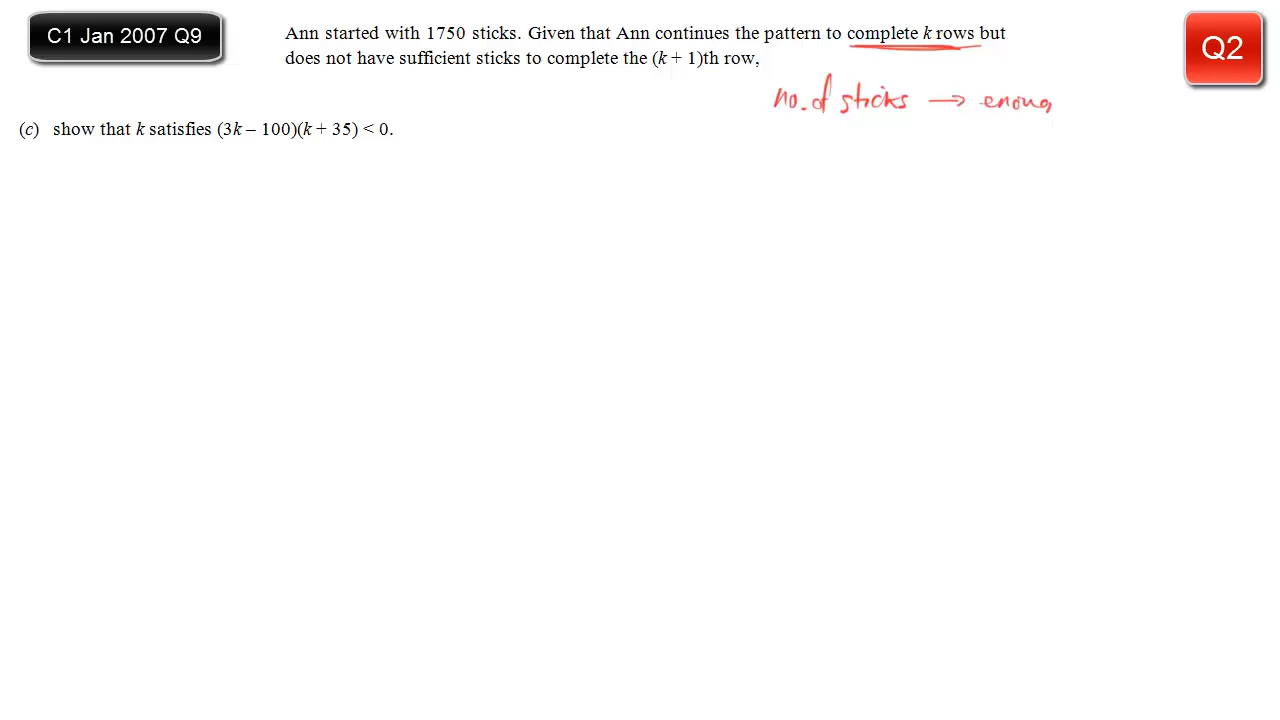 C1 Jan 2007 Q9
Ann started with 1750 sticks. Given that Ann continues the pattern to complete k rows but
does not have sufficient sticks to complete the (k + 1)th row,
Q2
no. of sticks → enoug
(c) show that k satisfies (3k – 100)(k + 35) < 0.